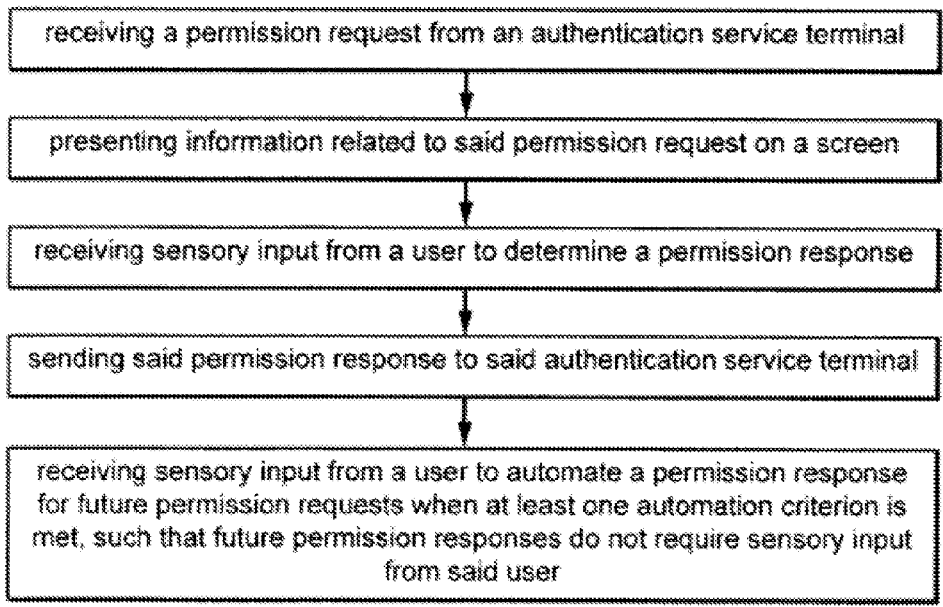 receiving a permission request from an authentication service terminal
presenting information related to said permission request on a screen
receiving sensory input from a user to determine a permission response
sending said permission response to said authentication service terminal
receiving sensory input from a user to automate a permission response
for future permission requests when at least one automation criterion is
met, such that future permission responses do not require sensory input
from said user